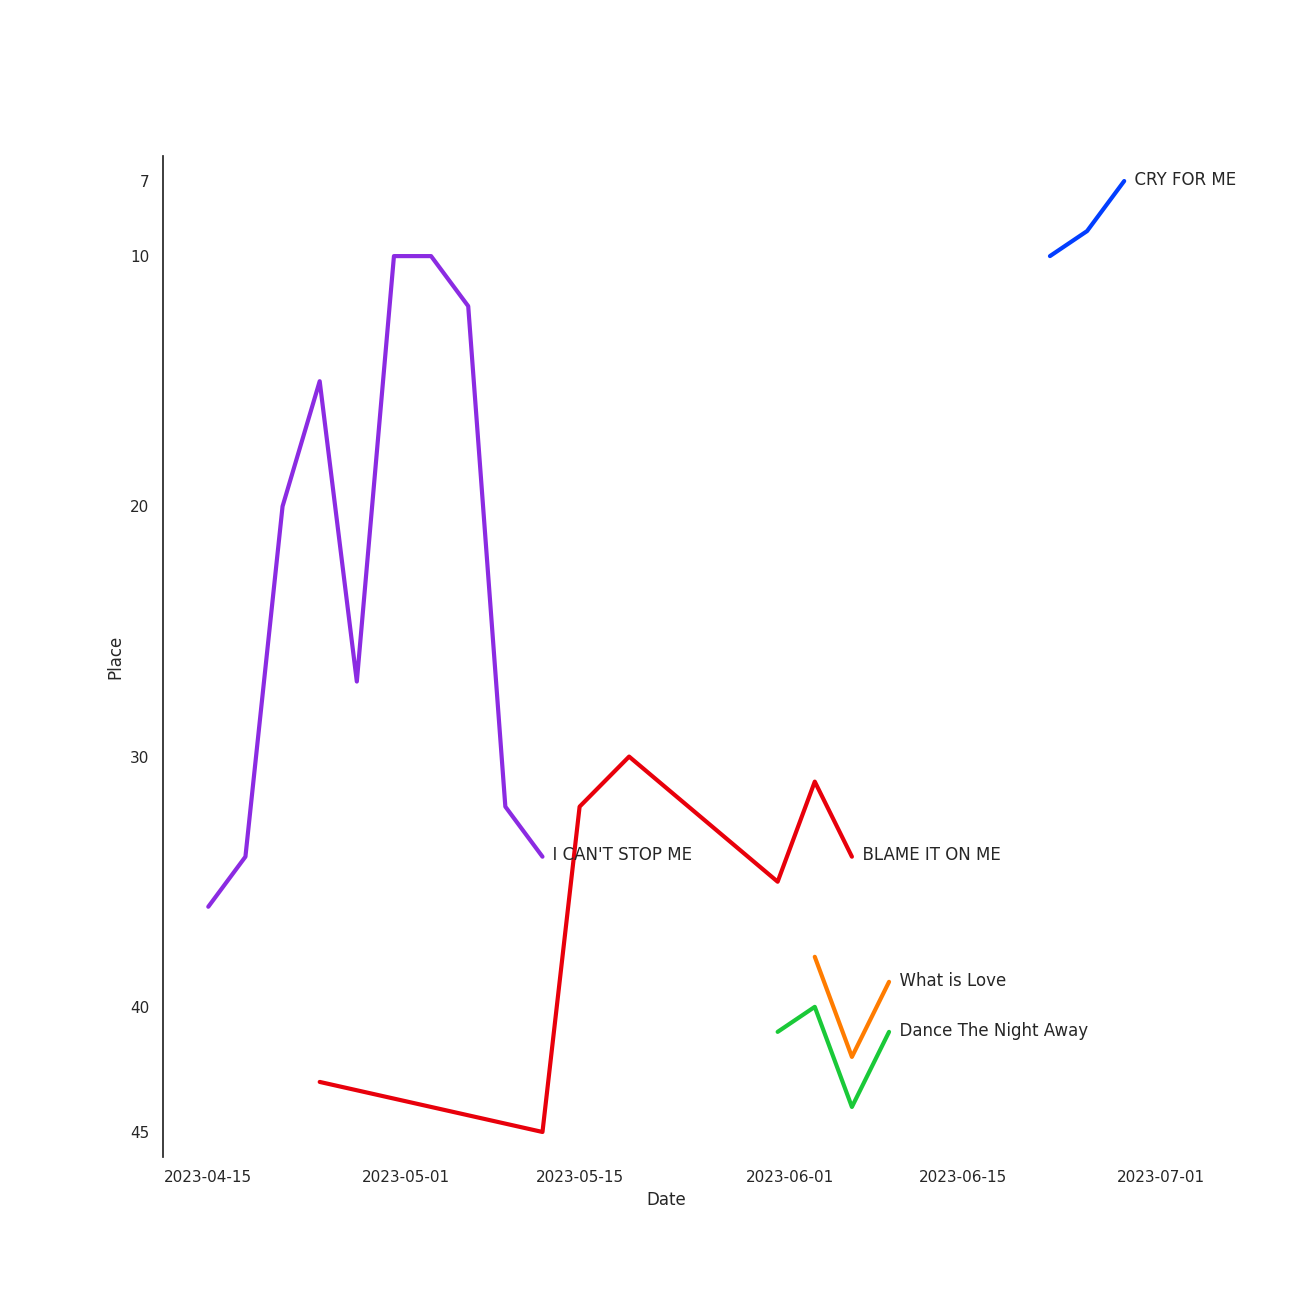 7
CRY FOR ME
10
20
Place
30
I CAN'T STOP ME
BLAME IT ON ME
What is Love
40
Dance The Night Away
45
2023-04-15
2023-05-01
2023-05-15
2023-06-01
2023-06-15
2023-07-01
Date